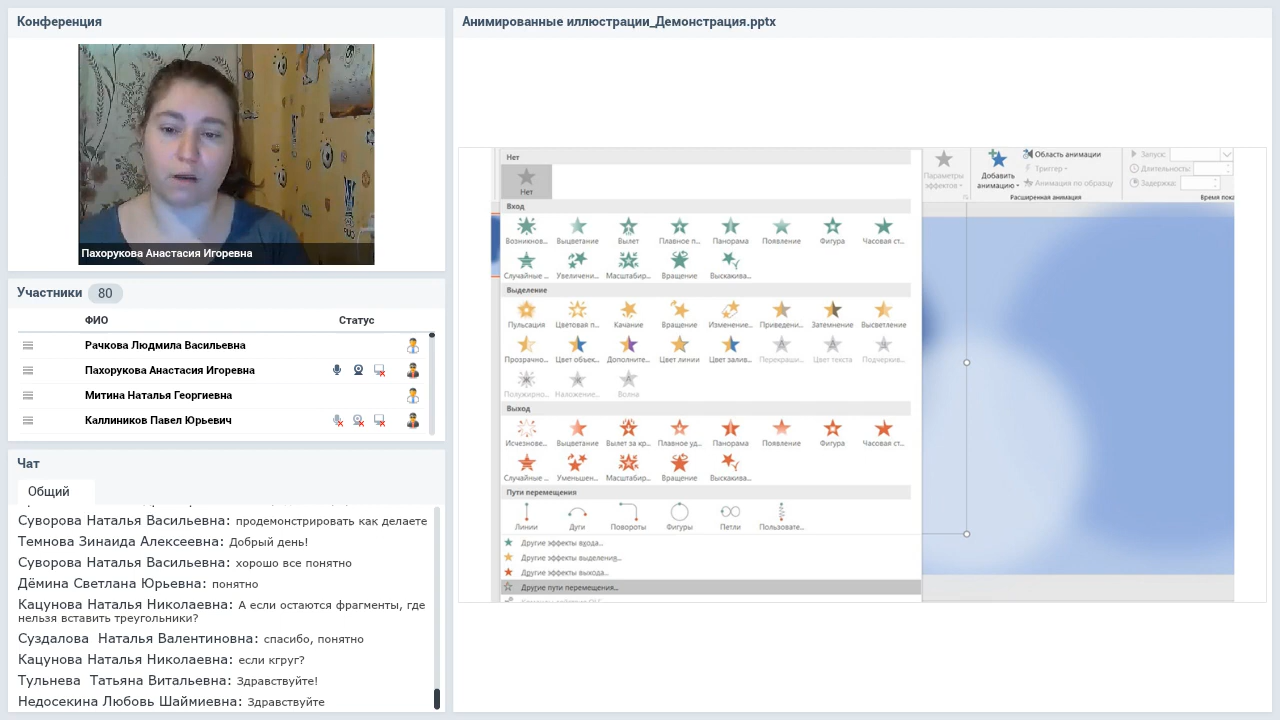 Конференция
Пахорукова Анастасия Игоревна
Участники 80
ФИО Статус
Рачкова Людмила Васильевна
Пахорукова Анастасия Игоревна
Митина Наталья Георгиевна
Каллиников Павел Юрьевич
Чат
Общий
Суворова Наталья Васильевна: продемонстрировать как делаете
Темнова Зинаида Алексеевна: Добрый день!
Суворова Наталья Васильевна: хорошо все понятно
Дёмина Светлана Юрьевна: понятно
Кацунова Наталья Николаевна: А если остаются фрагменты, где
нельзя вставить треугольники?
Суздалова Наталья Валентиновна: спасибо, понятно
Кацунова Наталья Николаевна: если кгруг?
Тульнева Татьяна Витальевна: Здравствуйте!
Недосекина Любовь Шаймиевна: Здравствуйте
Анимированные иллюстрации_Демонстрация.pptx
Нет
Нет
Вход
Возникнов... Выцветание Вылет Плавное п... Панорама Появление Фигура Часовая ст...
Случайные ... Увеличени... Масштабир... Вращение Выскакива...
Выделение
Пульсация Цветовая п... Качание Вращение Изменение... Приведени... Затемнение Высветление
Прозрачно... Цвет объек... Дополните... Цвет линии Цвет залив... Перекраши... Цвет текста Подчеркив...
Полужирно... Наложение... Волна
Выход
Исчезнове... Выцветание Вылет за кр... Плавное уд... Панорама Появление Фигура Часовая ст...
Случайные ... Уменьшен... Масштабир... Вращение Выскакива...
Пути перемещения
Линии Дуги Повороты Фигуры Петли Пользовате...
Другие эффекты входа...
Другие эффекты выделения...
Другие эффекты выхода...
Другие пути перемещения...
Параметры
эффектов
Добавить
анимацию
Область анимации
Триггер
Анимация по образцу
Расширенная анимация
Запуск:
Длительность:
Задержка:
Время пока